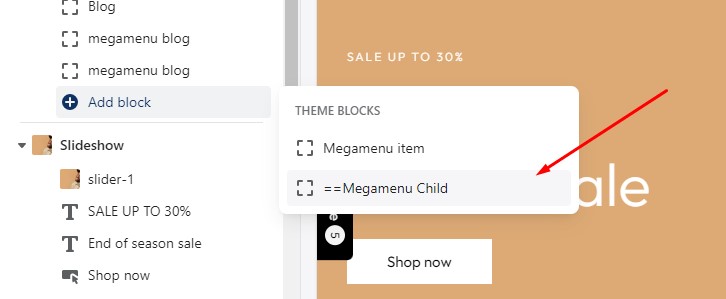 Blog
megamenu blog
megamenu blog
Add block
THEME BLOCKS
Megamenu item
==Megamenu Child
Slideshow
slider-1
SALE UP TO 30%
End of season sale
Shop now
SALE UP TO 30%
ale
5
Shop now